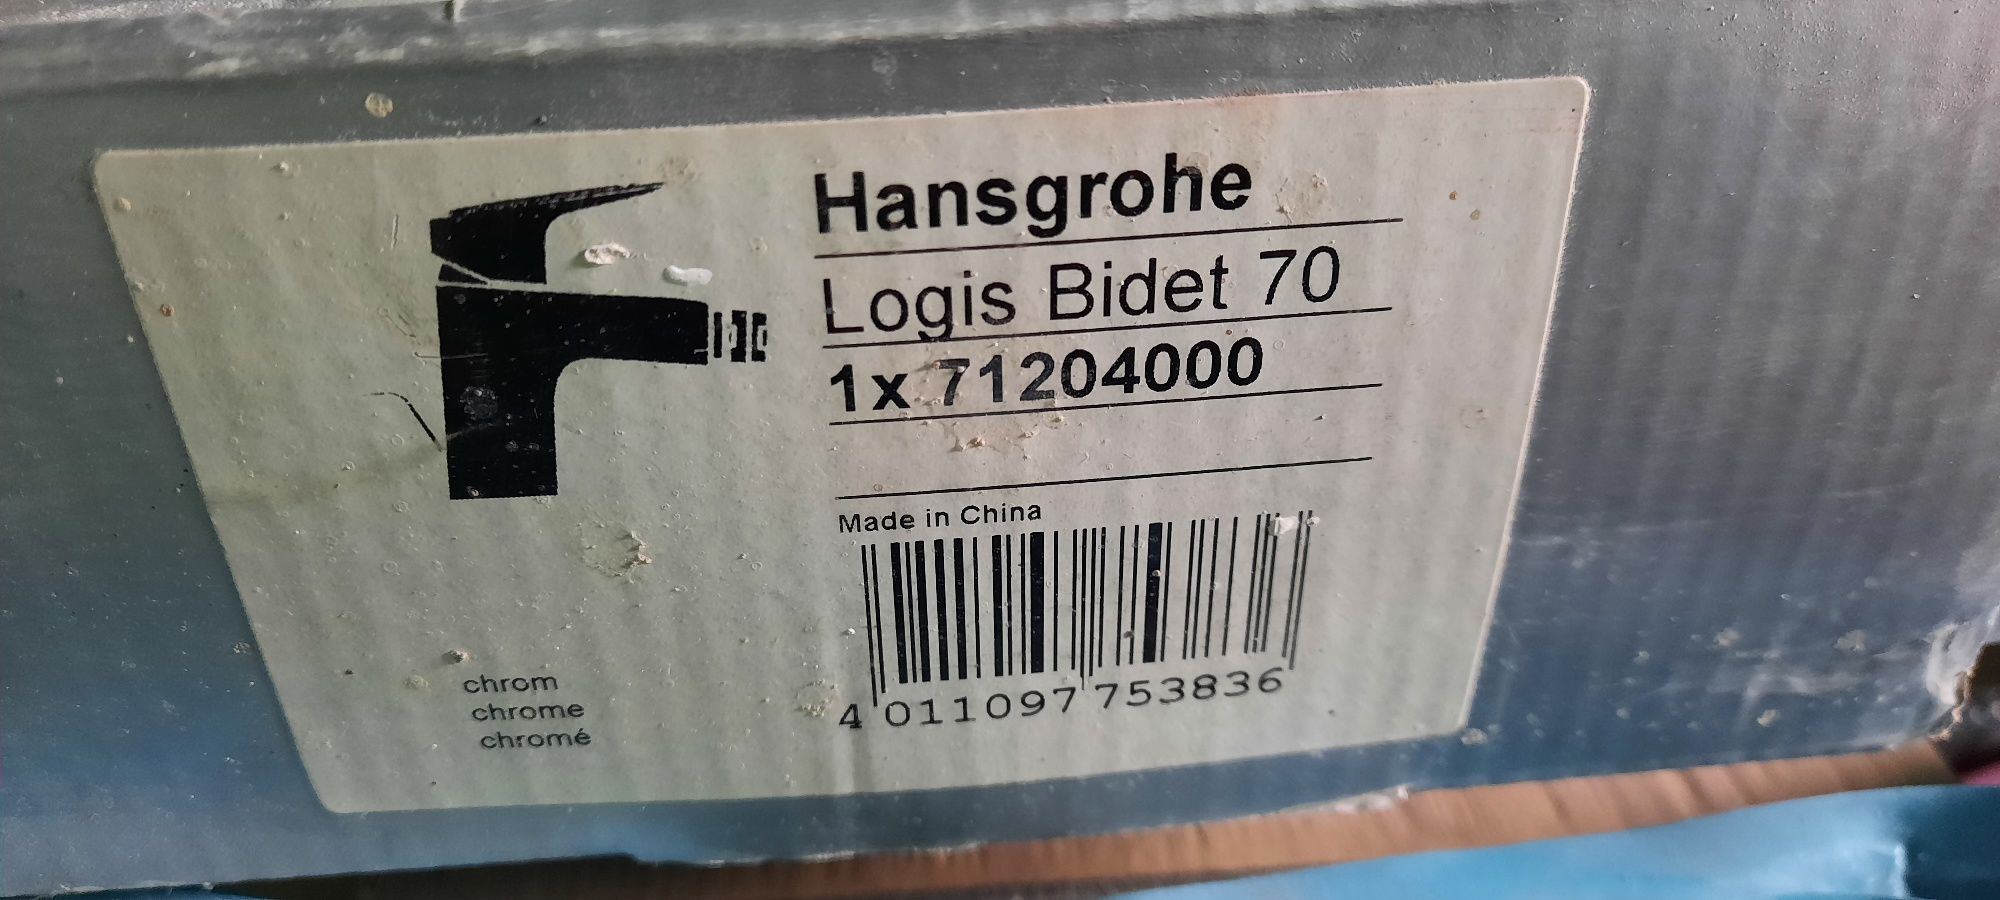 Hansgrohe
Logis Bidet 70
1x 71204000
Made in China
4 011097 753836
chrom
chrome
chromé